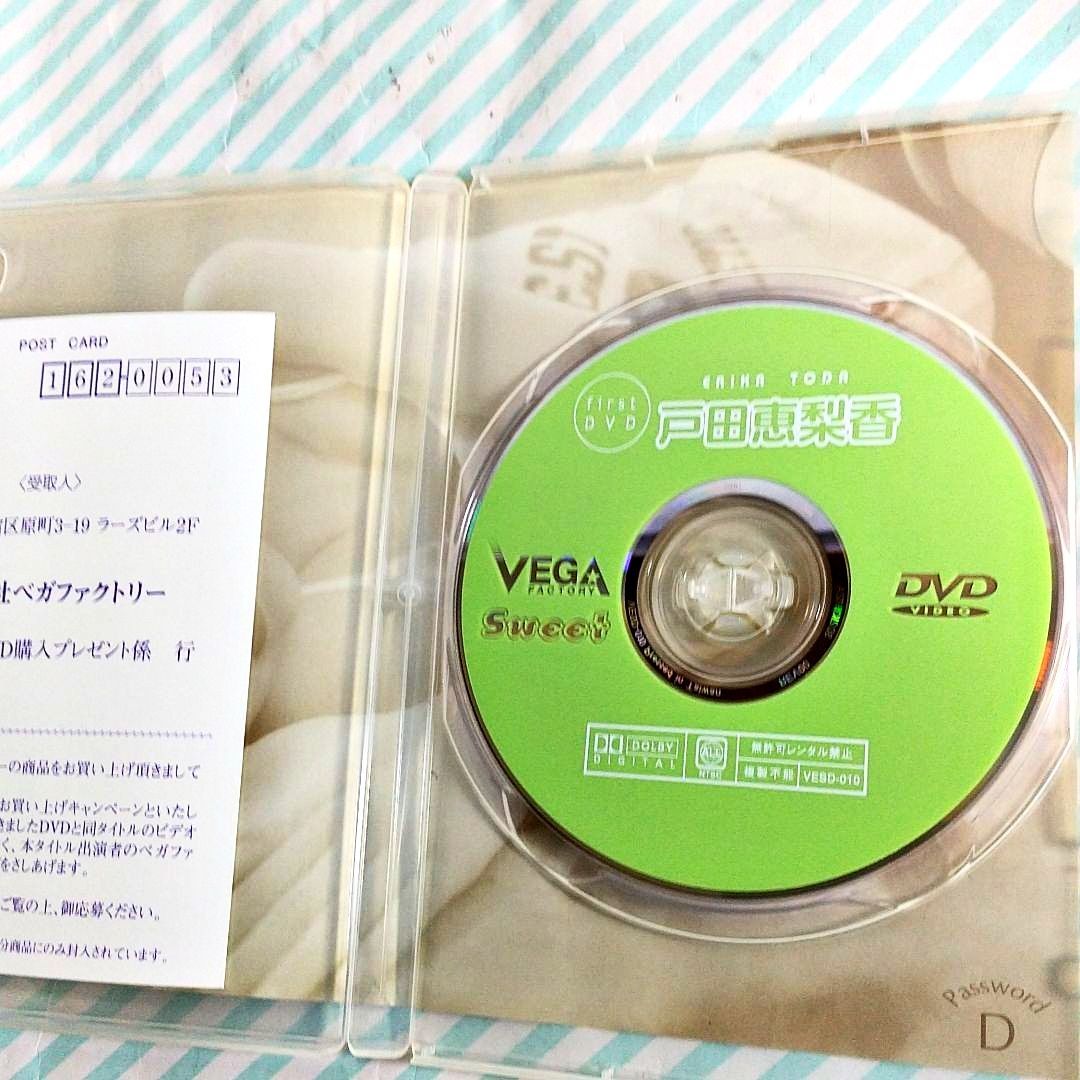 POST CARD
162-0053
〈受取人〉
区原町3-19 ラーズビル2F
社ベガファクトリー
D購入プレゼント係 行
ーの商品をお買い上げ頂きまして
お買い上げキャンペーンといたし
きましたDVDと同タイトルのビデオ
く、本タイトル出演者のベガファ
をさしあげます。
ご覧の上、御応募ください。
分商品にのみ封入されています。
ERIKA TODA
first
DVD
戸田恵梨香
VEGA
FACTORY
Sweet
DVD
VIDEO
DOLBY
DIGITAL
ALL
NTSC
無許可レンタル禁止
複製不能
VESD-010
Password
D